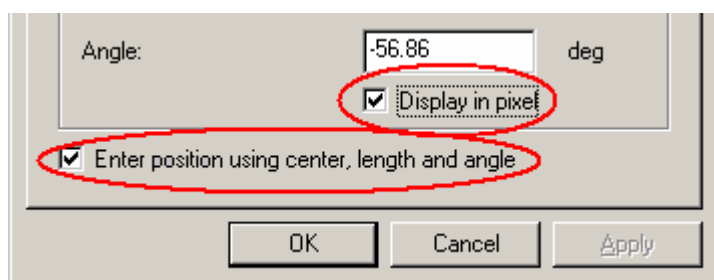 Angle: -56.86 deg
Display in pixel
Enter position using center, length and angle
OK Cancel Apply